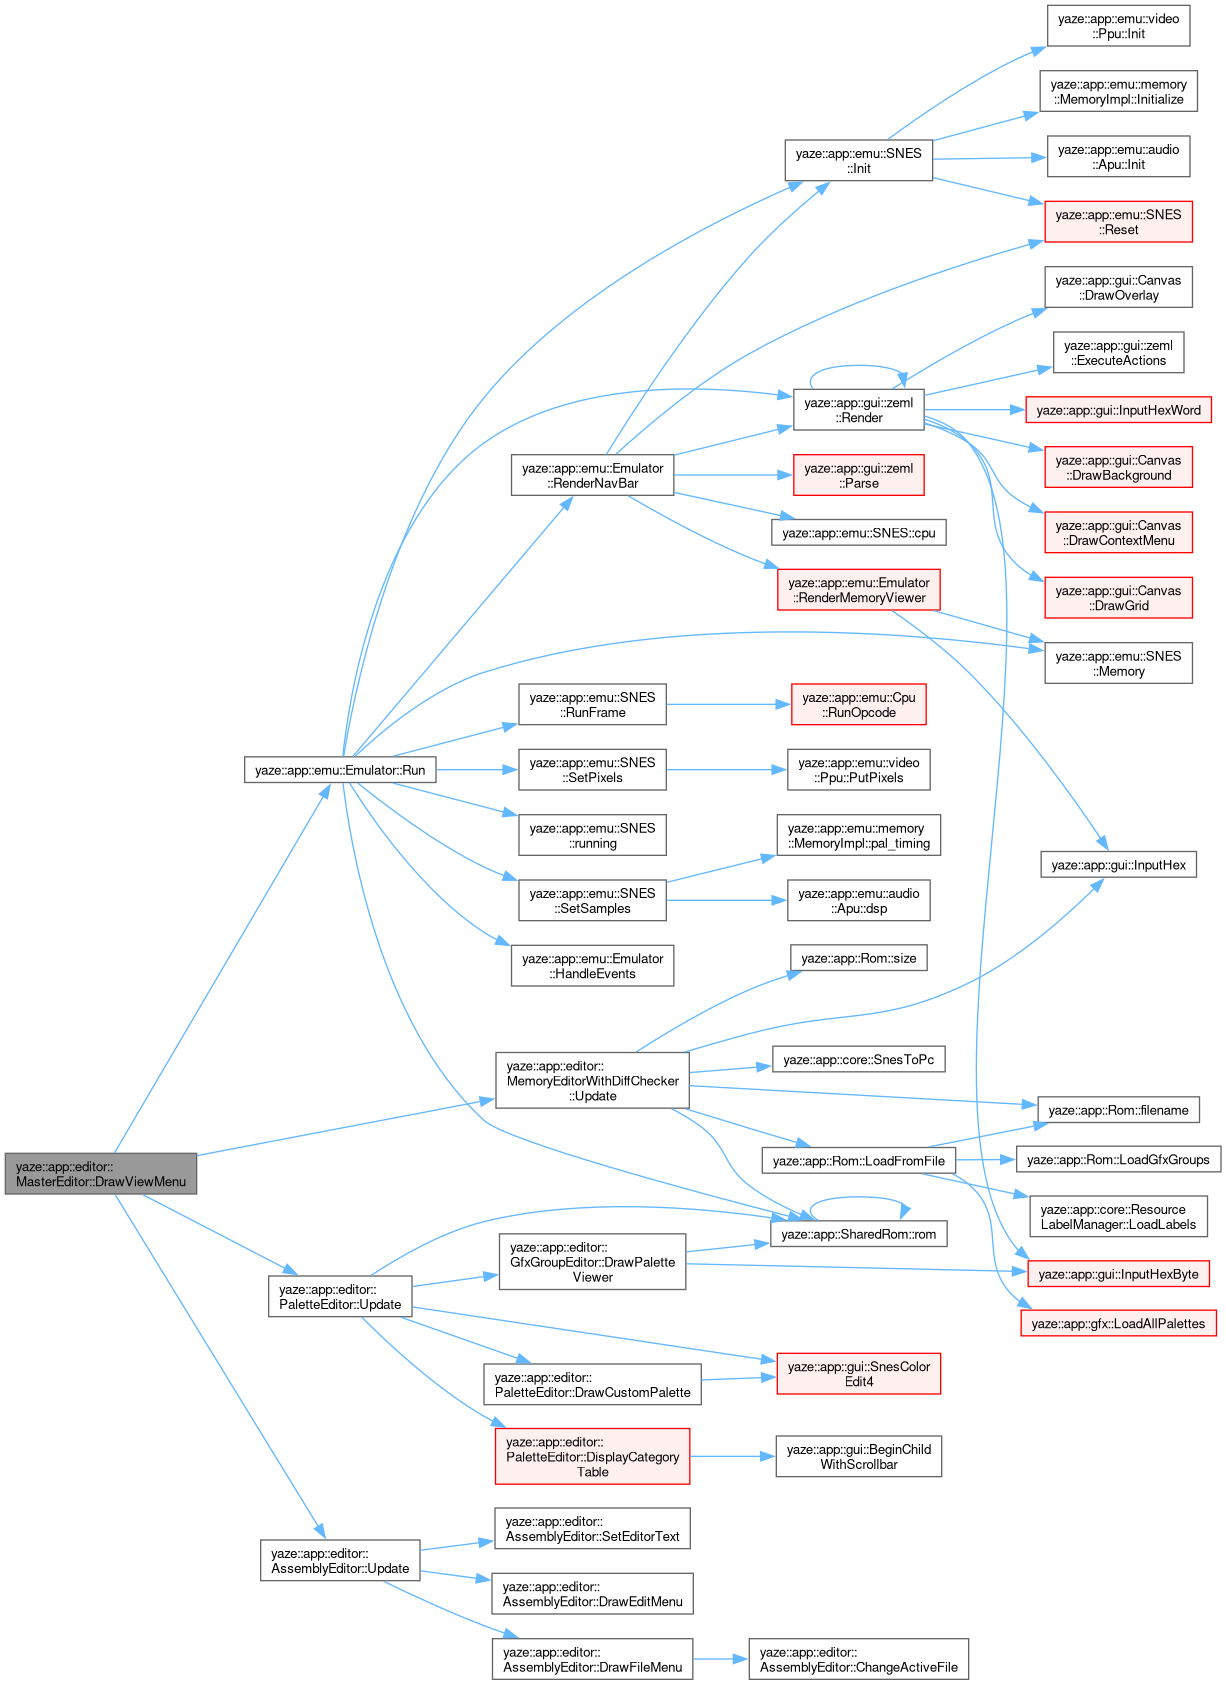 yaze::app::editor::
MasterEditor::DrawViewMenu
yaze::app::emu::Emulator::Run
yaze::app::emu::SNES
::Init
yaze::app::emu::video
::Ppu::Init
yaze::app::emu::memory
::MemoryImpl::Initialize
yaze::app::emu::audio
::Apu::Init
yaze::app::emu::SNES
::Reset
yaze::app::gui::Canvas
::DrawOverlay
yaze::app::gui::zeml
::ExecuteActions
yaze::app::gui::zeml
::Render
yaze::app::gui::InputHexWord
yaze::app::gui::Canvas
::DrawBackground
yaze::app::emu::Emulator
::RenderNavBar
yaze::app::gui::zeml
::Parse
yaze::app::emu::SNES::cpu
yaze::app::gui::Canvas
::DrawContextMenu
yaze::app::emu::Emulator
::RenderMemoryViewer
yaze::app::gui::Canvas
::DrawGrid
yaze::app::emu::SNES
::Memory
yaze::app::emu::SNES
::RunFrame
yaze::app::emu::Cpu
::RunOpcode
yaze::app::emu::SNES
::SetPixels
yaze::app::emu::video
::Ppu::PutPixels
yaze::app::emu::SNES
::running
yaze::app::emu::memory
::MemoryImpl::pal_timing
yaze::app::gui::InputHex
yaze::app::emu::SNES
::SetSamples
yaze::app::emu::audio
::Apu::dsp
yaze::app::emu::Emulator
::HandleEvents
yaze::app::Rom::size
yaze::app::editor::
MemoryEditorWithDiffChecker
::Update
yaze::app::core::SnesToPc
yaze::app::Rom::filename
yaze::app::Rom::LoadFromFile
yaze::app::Rom::LoadGfxGroups
yaze::app::core::Resource
LabelManager::LoadLabels
yaze::app::SharedRom::rom
yaze::app::editor::
GfxGroupEditor::DrawPalette
Viewer
yaze::app::gui::InputHexByte
yaze::app::editor::
PaletteEditor::Update
yaze::app::gfx::LoadAllPalettes
yaze::app::editor::
PaletteEditor::DrawCustomPalette
yaze::app::gui::SnesColor
Edit4
yaze::app::editor::
PaletteEditor::DisplayCategory
Table
yaze::app::gui::BeginChild
WithScrollbar
yaze::app::editor::
AssemblyEditor::Update
yaze::app::editor::
AssemblyEditor::SetEditorText
yaze::app::editor::
AssemblyEditor::DrawEditMenu
yaze::app::editor::
AssemblyEditor::DrawFileMenu
yaze::app::editor::
AssemblyEditor::ChangeActiveFile